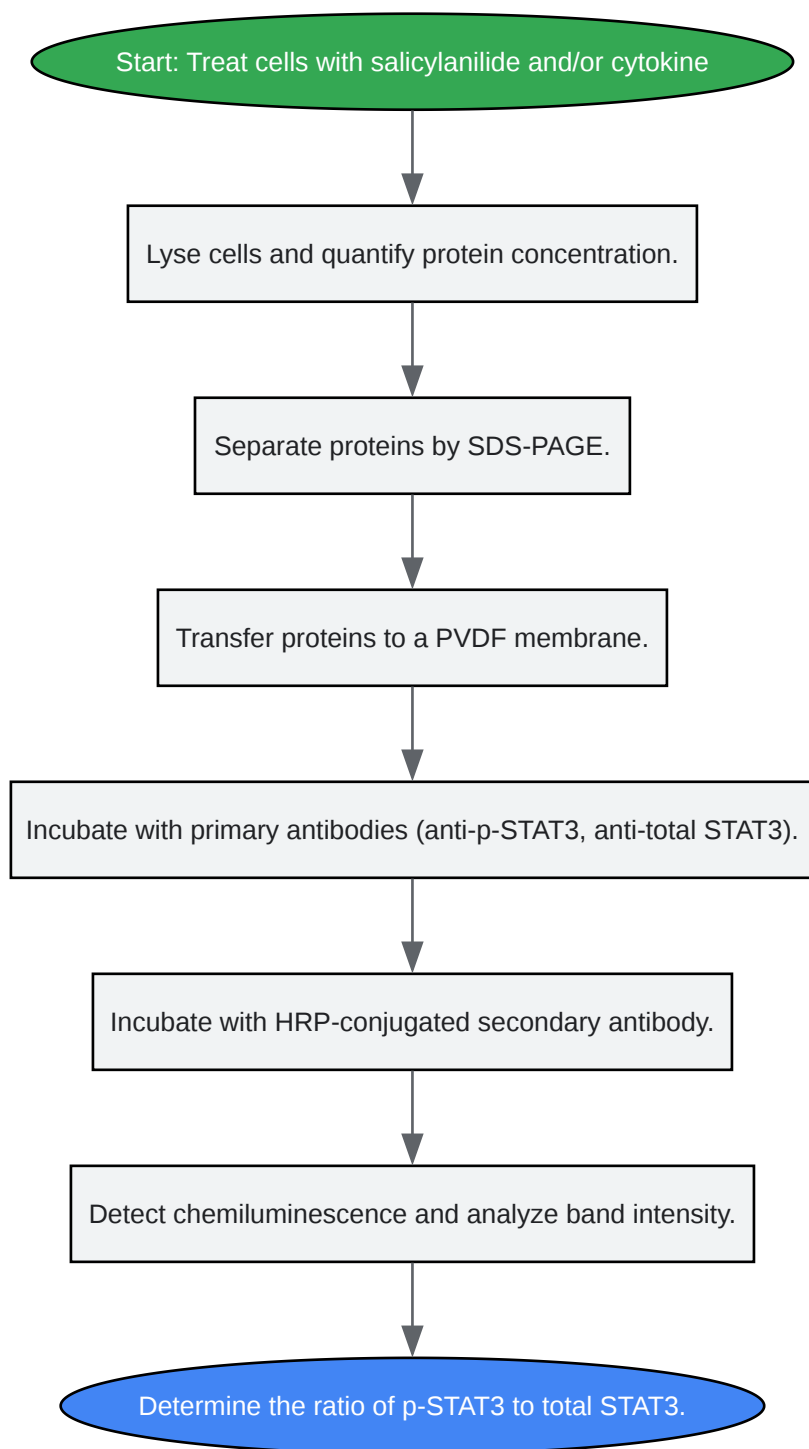 Start: Treat cells with salicylanilide and/or cytokine
Lyse cells and quantify protein concentration.
Separate proteins by SDS-PAGE.
Transfer proteins to a PVDF membrane.
Incubate with primary antibodies (anti-p-STAT3, anti-total STAT3).
Incubate with HRP-conjugated secondary antibody.
Detect chemiluminescence and analyze band intensity.
Determine the ratio of p-STAT3 to total STAT3.